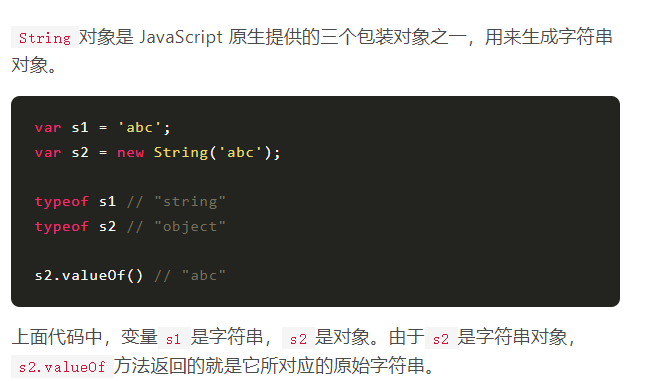 String 对象是 JavaScript 原生提供的三个包装对象之一，用来生成字符串
对象。
var s1 = 'abc';
var s2 = new String('abc');
typeof s1 // "string"
typeof s2 // "object"
s2.valueOf() // "abc"
上面代码中，变量 s1 是字符串，s2 是对象。由于 s2 是字符串对象，
s2.valueOf 方法返回的就是它所对应的原始字符串。